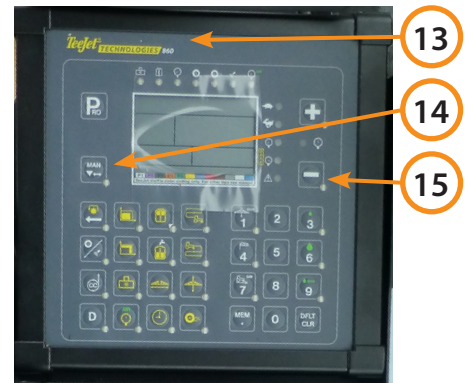 TeeJet TECHNOLOGIES 860
13
PRO
14
MAN
15
1 2 3
4 5 6
7 8 9
D
MEM 0 DFLT CLR